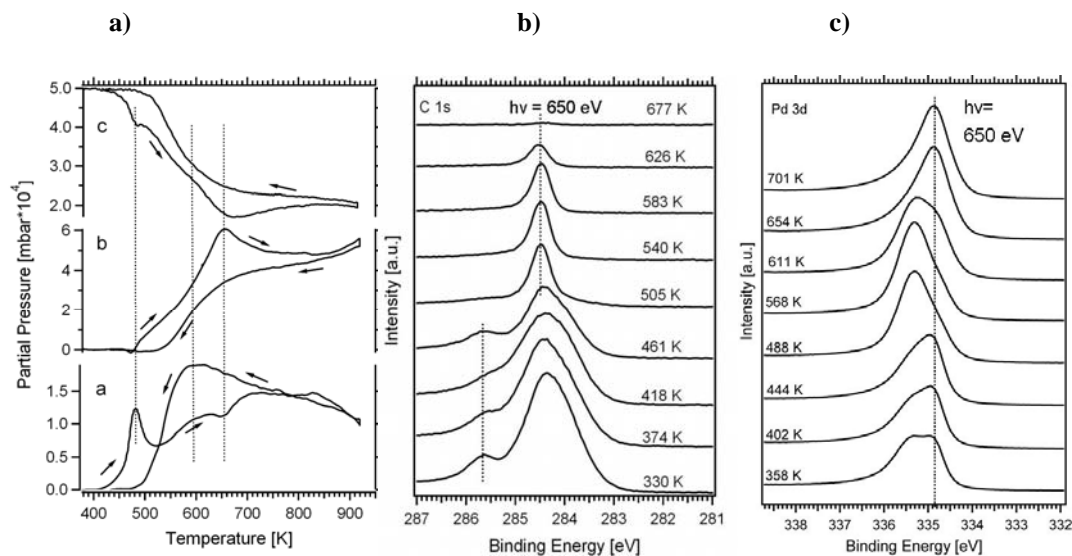 a) b) c)
Partial Pressure [mbar*10⁴]
5.0
4.0
3.0
2.0
c
6
4
2
0
b
1.5
1.0
0.5
0.0
a
400 500 600 700 800 900
Temperature [K]
C 1s hν = 650 eV 677 K
626 K
583 K
540 K
505 K
461 K
418 K
374 K
330 K
Intensity [a.u.]
287 286 285 284 283 282 281
Binding Energy [eV]
Pd 3d hν=
650 eV
701 K
654 K
611 K
568 K
488 K
444 K
402 K
358 K
Intensity [a.u.]
338 337 336 335 334 333 332
Binding Energy [eV]